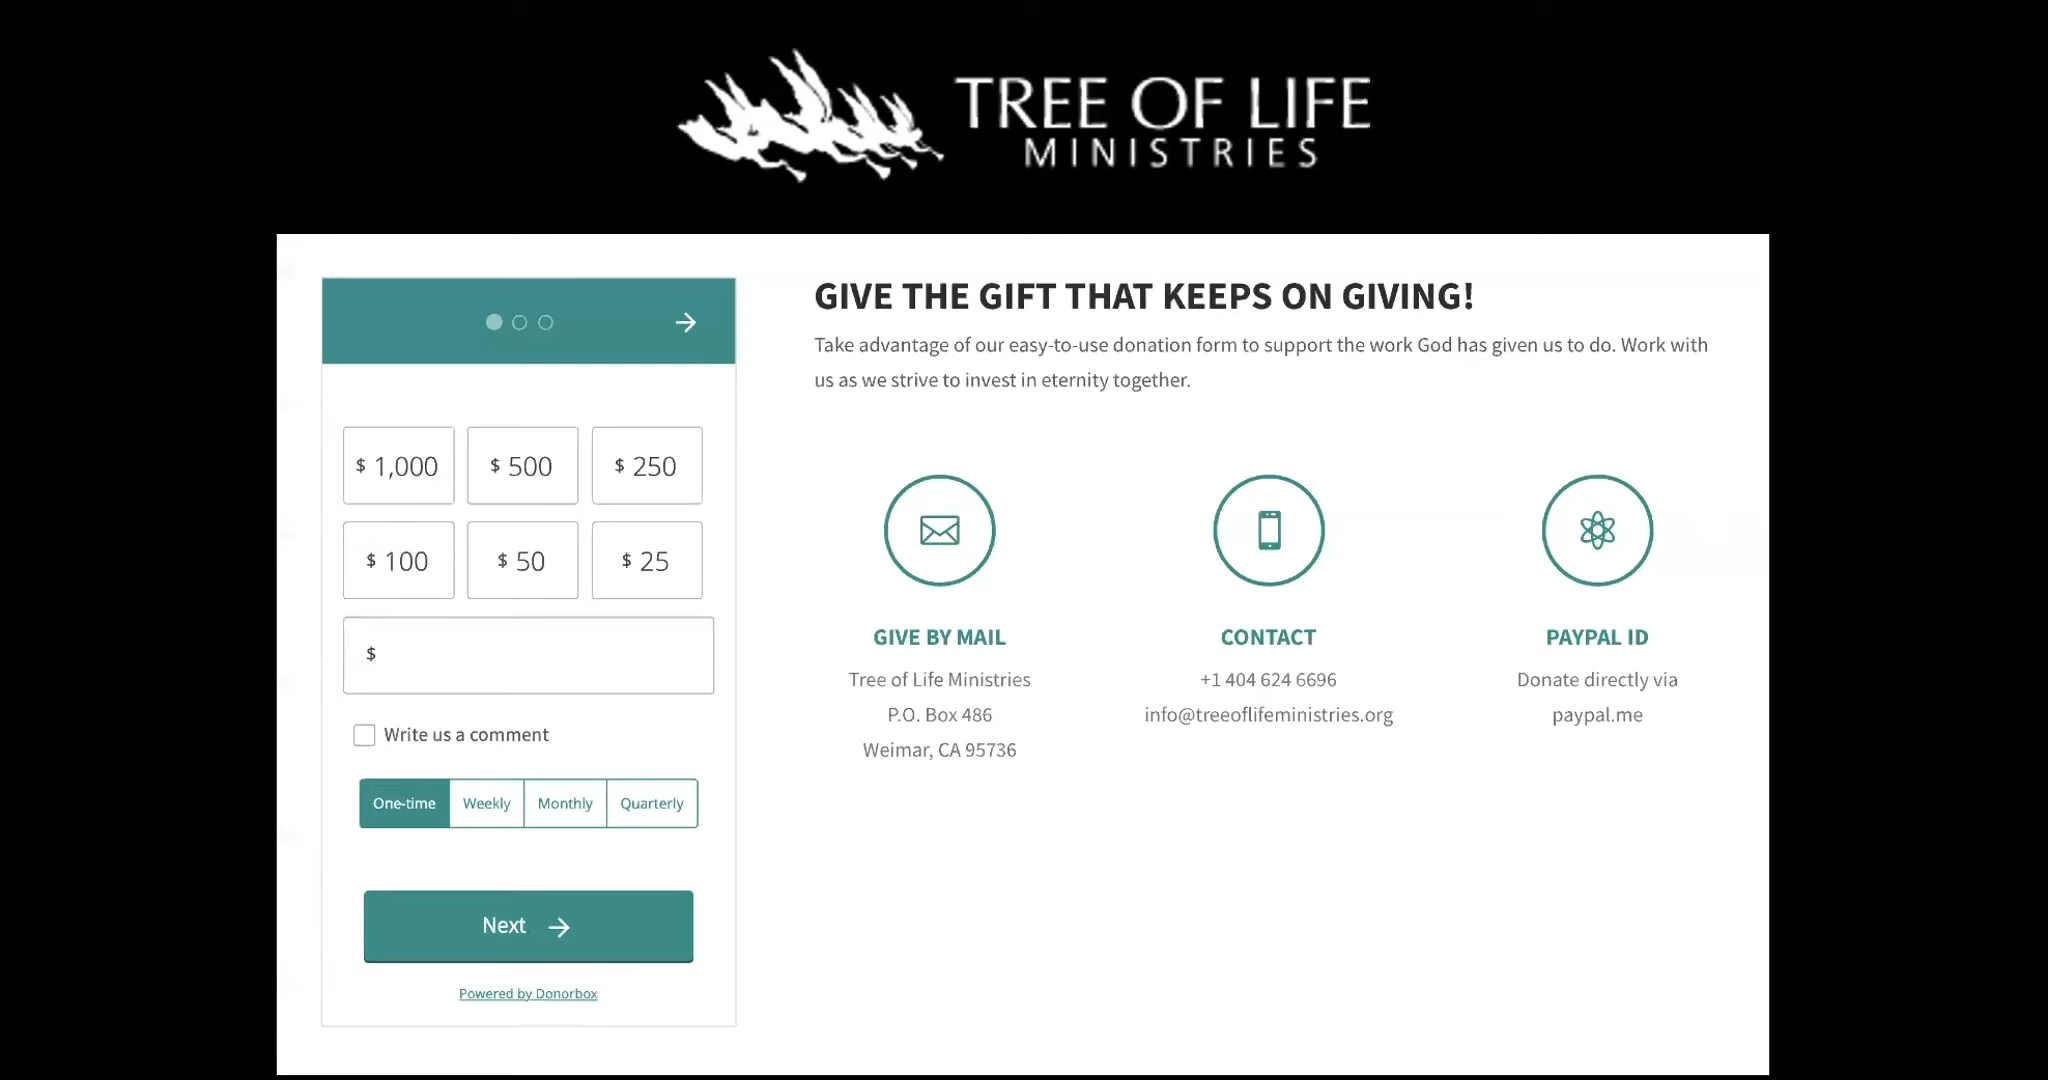 TREE OF LIFE
MINISTRIES
$ 1,000
$ 500
$ 250
$ 100
$ 50
$ 25
$
Write us a comment
One-time
Weekly
Monthly
Quarterly
Next
Powered by Donorbox
GIVE THE GIFT THAT KEEPS ON GIVING!
Take advantage of our easy-to-use donation form to support the work God has given us to do. Work with
us as we strive to invest in eternity together.
GIVE BY MAIL
Tree of Life Ministries
P.O. Box 486
Weimar, CA 95736
CONTACT
+1 404 624 6696
info@treeoflifeministries.org
PAYPAL ID
Donate directly via
paypal.me